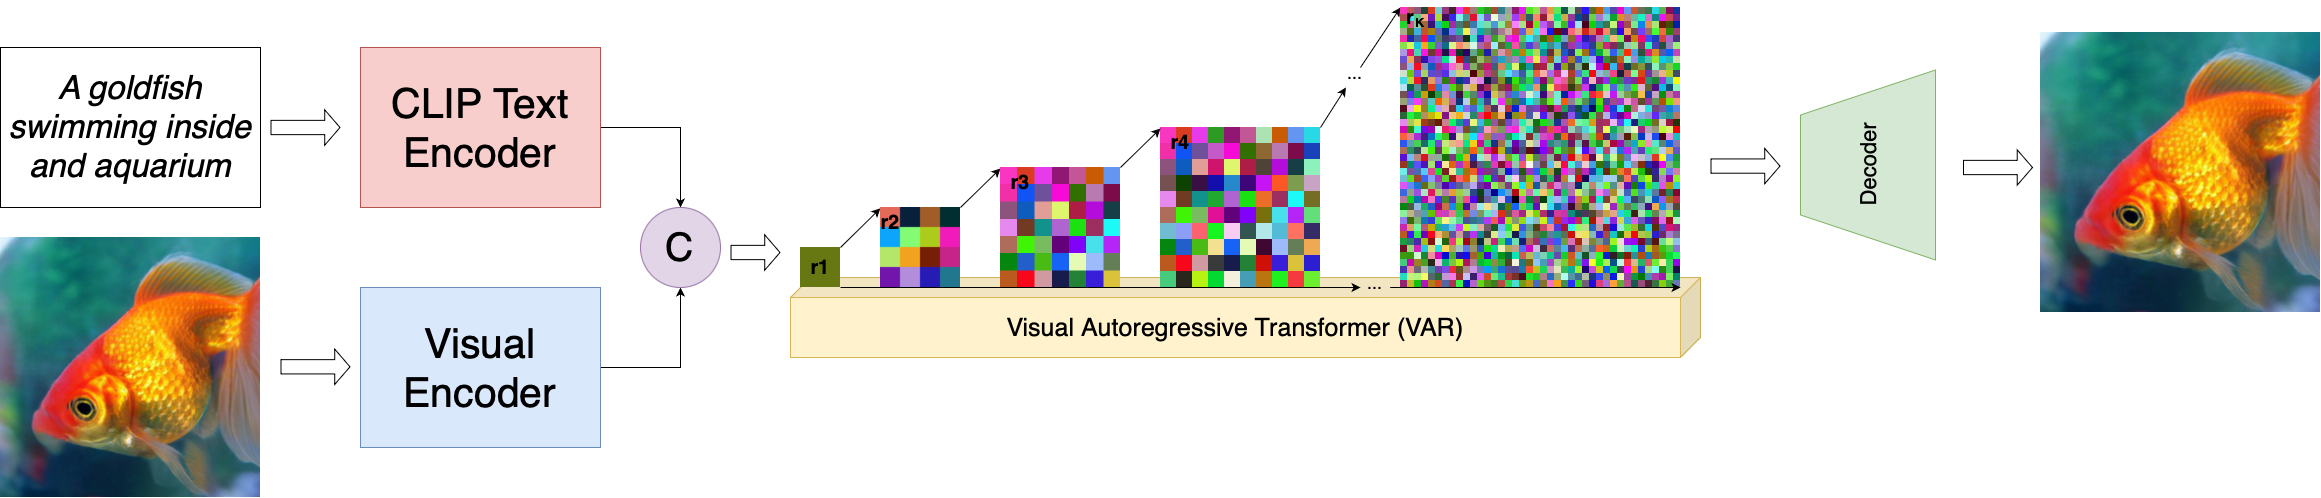 A goldfish
swimming inside
and aquarium
CLIP Text
Encoder
Visual
Encoder
C
r1
r2
r3
r4
...
rK
...
Visual Autoregressive Transformer (VAR)
Decoder